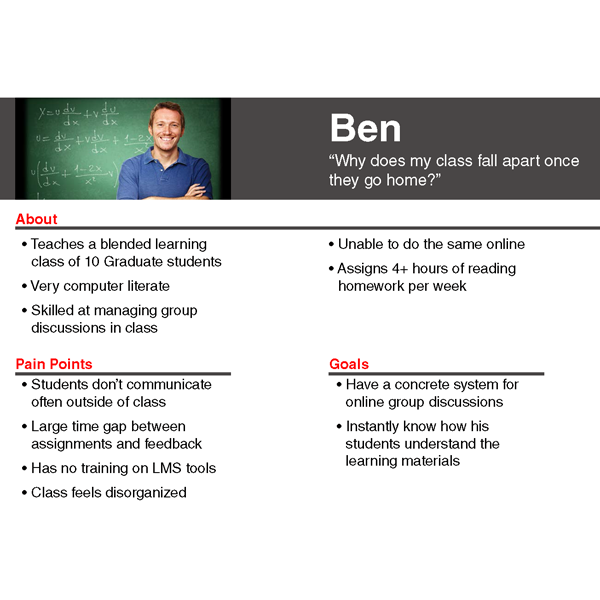 x=u dv/dx + v du/dx
Ben
“Why does my class fall apart once
they go home?”
About
• Teaches a blended learning
class of 10 Graduate students
• Very computer literate
• Skilled at managing group
discussions in class
• Unable to do the same online
• Assigns 4+ hours of reading
homework per week
Pain Points
• Students don’t communicate
often outside of class
• Large time gap between
assignments and feedback
• Has no training on LMS tools
• Class feels disorganized
Goals
• Have a concrete system for
online group discussions
• Instantly know how his
students understand the
learning materials